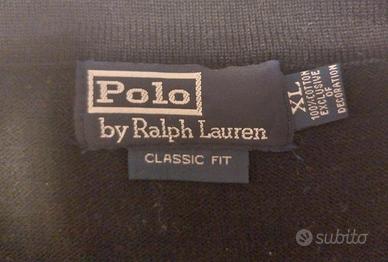 Polo
by Ralph Lauren
CLASSIC FIT
XL
100% COTTON
EXCLUSIVE
OF
DECORATION
subito